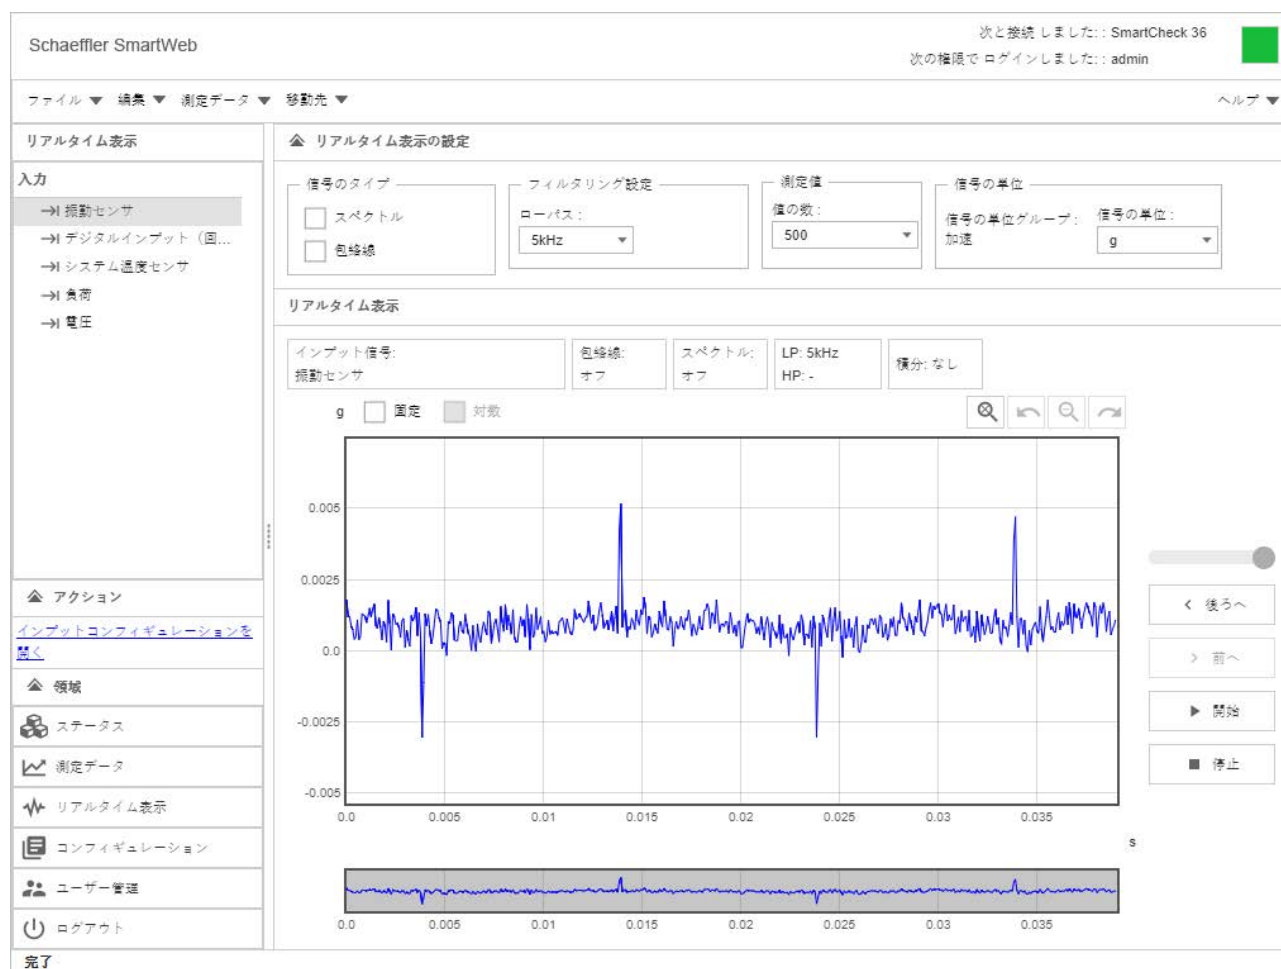 Schaeffler SmartWeb
次と接続 しました: : SmartCheck 36
次の権限で ログインしました: : admin
ファイル 編集 測定データ 移動先 ヘルプ
リアルタイム表示
入力
振動センサ
デジタルインプット（回...
システム温度センサ
負荷
電圧
アクション
インプットコンフィギュレーションを
開く
領域
ステータス
測定データ
リアルタイム表示
コンフィギュレーション
ユーザー管理
ログアウト
リアルタイム表示の設定
信号のタイプ
スペクトル
包絡線
フィルタリング設定
ローパス :
5kHz
測定値
値の数 :
500
信号の単位
信号の単位グループ :
加速
信号の単位 :
g
リアルタイム表示
インプット信号:
振動センサ
包絡線:
オフ
スペクトル:
オフ
LP: 5kHz
HP: -
積分: なし
g 固定 対数
0.005
0.0025
0.0
-0.0025
-0.005
0.0 0.005 0.01 0.015 0.02 0.025 0.03 0.035
s
0.0 0.005 0.01 0.015 0.02 0.025 0.03 0.035
後ろへ
前へ
開始
停止
完了